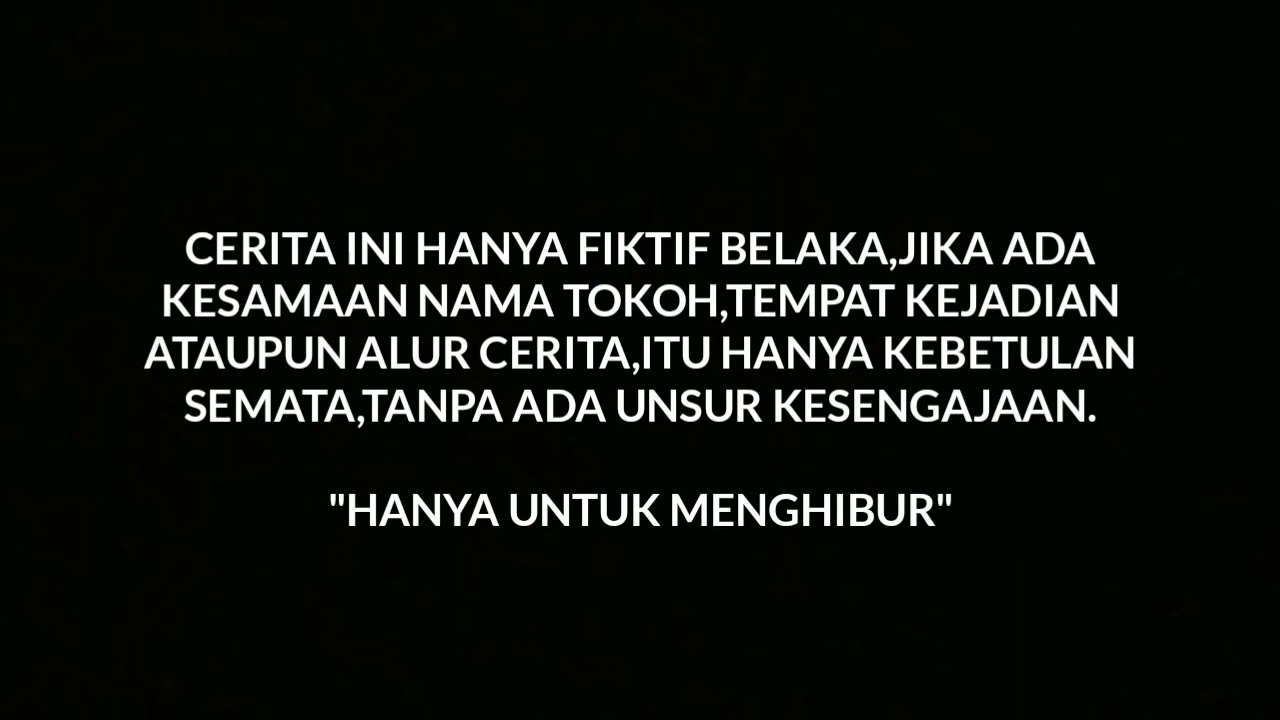 CERITA INI HANYA FIKTIF BELAKA,JIKA ADA
KESAMAAN NAMA TOKOH,TEMPAT KEJADIAN
ATAUPUN ALUR CERITA,ITU HANYA KEBETULAN
SEMATA,TANPA ADA UNSUR KESENGAJAAN.
"HANYA UNTUK MENGHIBUR"